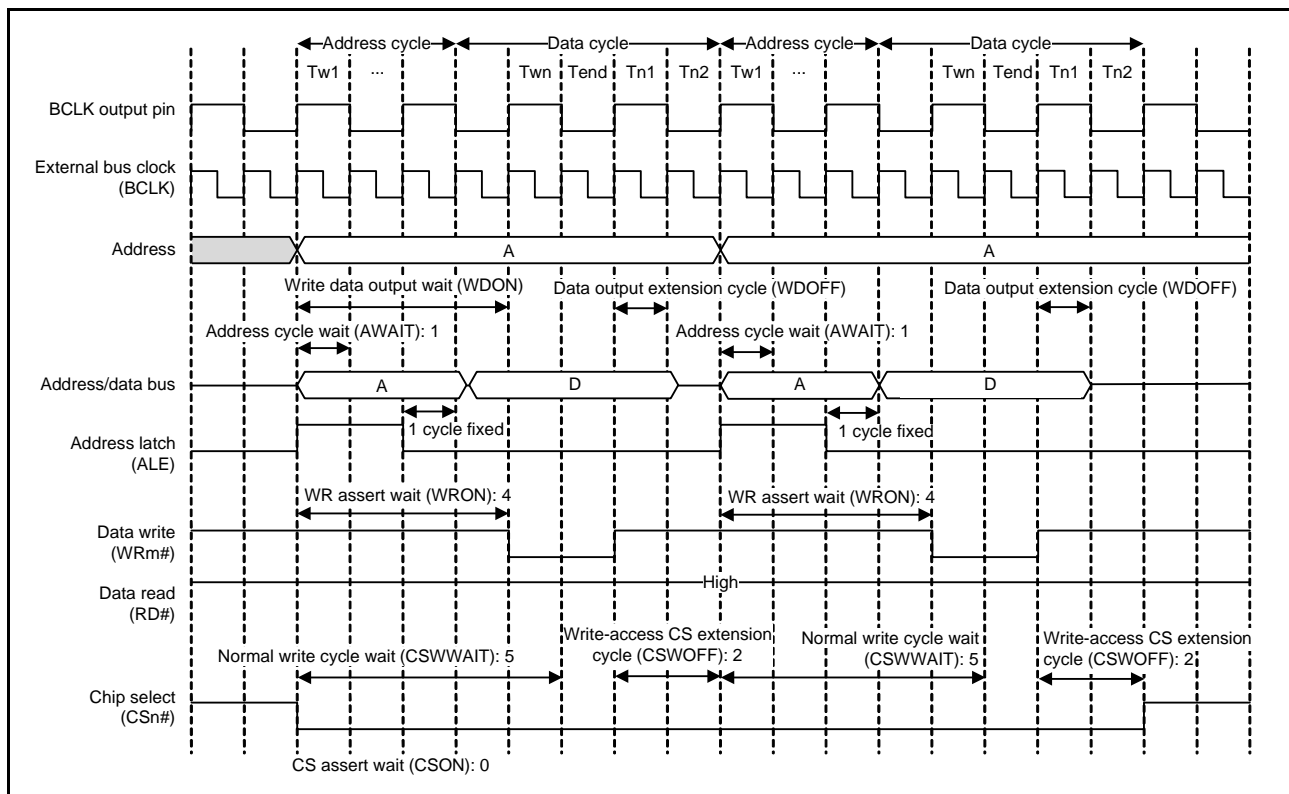 Address cycle Data cycle Address cycle Data cycle
Tw1 ... Twn Tend Tn1 Tn2 Tw1 ... Twn Tend Tn1 Tn2
BCLK output pin
External bus clock
(BCLK)
Address A A
Write data output wait (WDON) Data output extension cycle (WDOFF) Data output extension cycle (WDOFF)
Address cycle wait (AWAIT): 1 Address cycle wait (AWAIT): 1
Address/data bus A D A D
1 cycle fixed 1 cycle fixed
Address latch
(ALE)
WR assert wait (WRON): 4 WR assert wait (WRON): 4
Data write
(WRm#)
High
Data read
(RD#)
Normal write cycle wait (CSWWAIT): 5
Write-access CS extension
cycle (CSWOFF): 2
Normal write cycle wait
(CSWWAIT): 5
Write-access CS extension
cycle (CSWOFF): 2
Chip select
(CSn#)
CS assert wait (CSON): 0